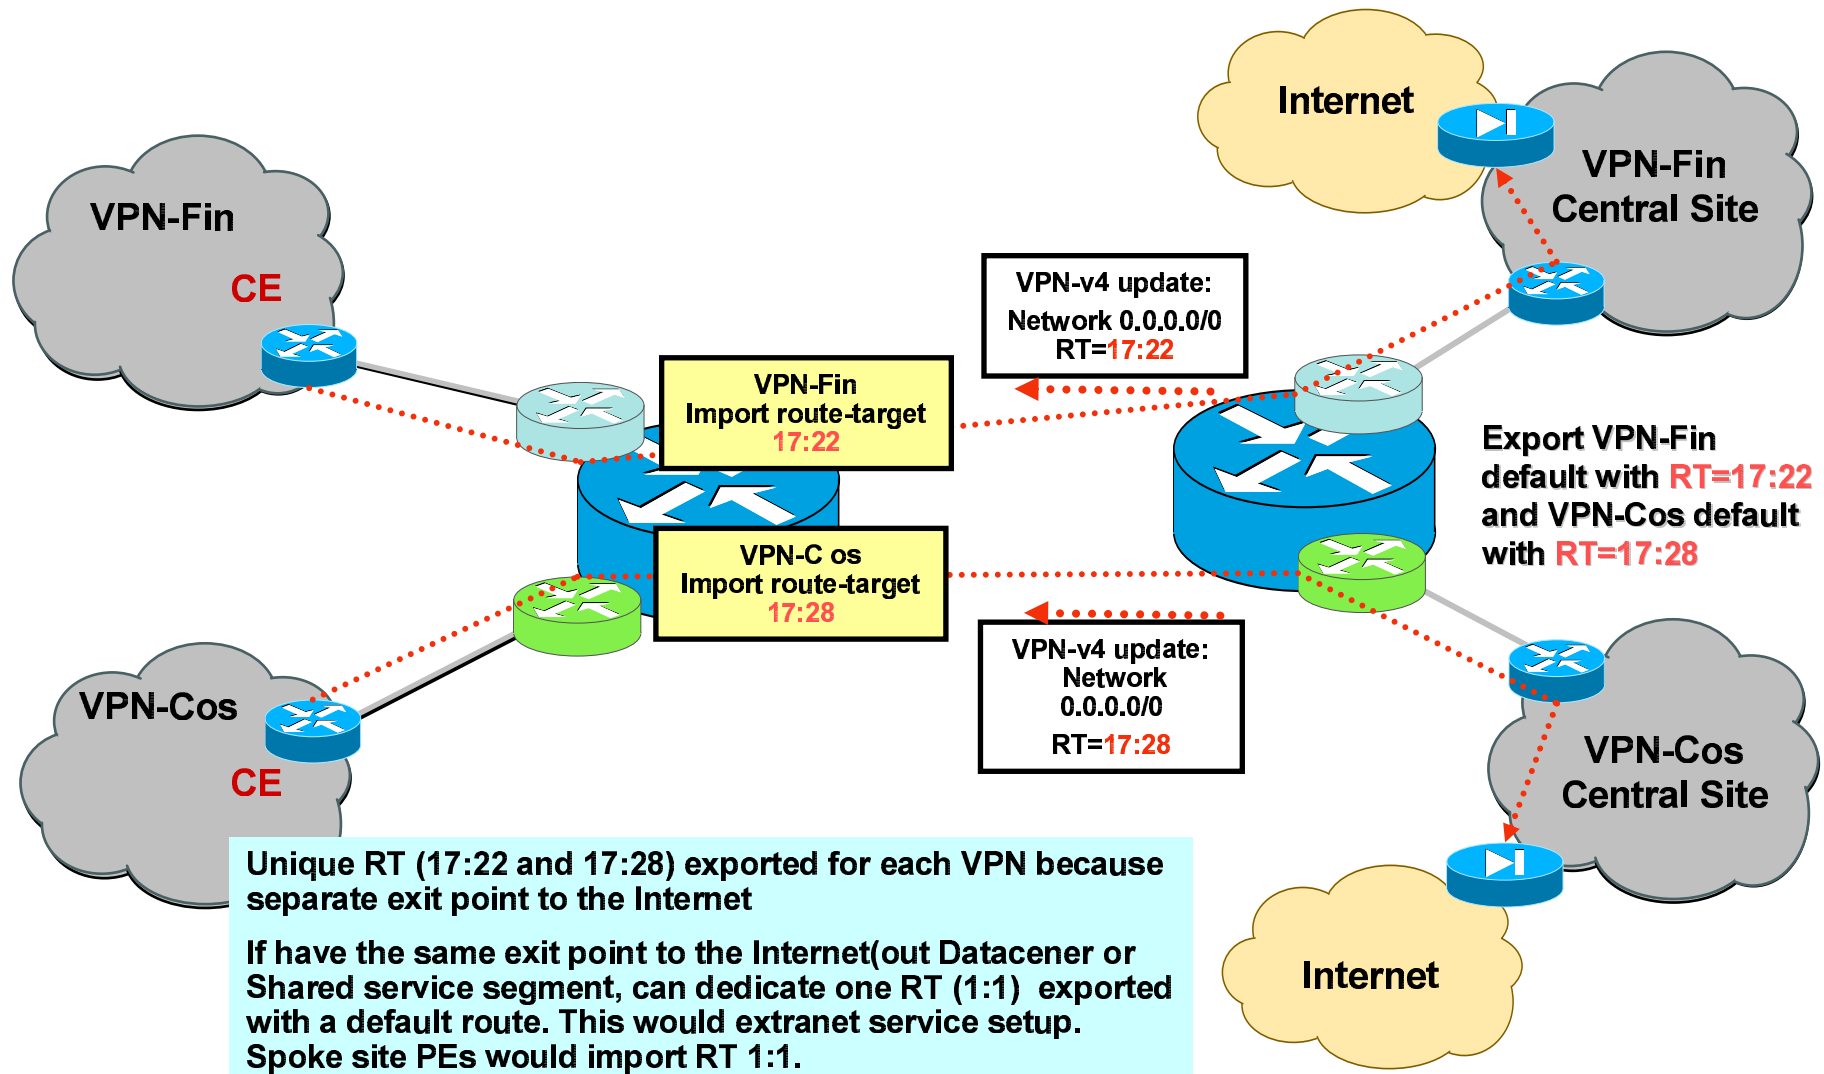 Internet
VPN-Fin
Central Site
VPN-Fin
CE
VPN-v4 update:
Network 0.0.0.0/0
RT=17:22
VPN-Fin
Import route-target
17:22
Export VPN-Fin
default with RT=17:22
and VPN-Cos default
with RT=17:28
VPN-C os
Import route-target
17:28
VPN-v4 update:
Network
0.0.0.0/0
RT=17:28
VPN-Cos
CE
VPN-Cos
Central Site
Unique RT (17:22 and 17:28) exported for each VPN because
separate exit point to the Internet
If have the same exit point to the Internet(out Datacener or
Shared service segment, can dedicate one RT (1:1) exported
with a default route. This would extranet service setup.
Spoke site PEs would import RT 1:1.
Internet